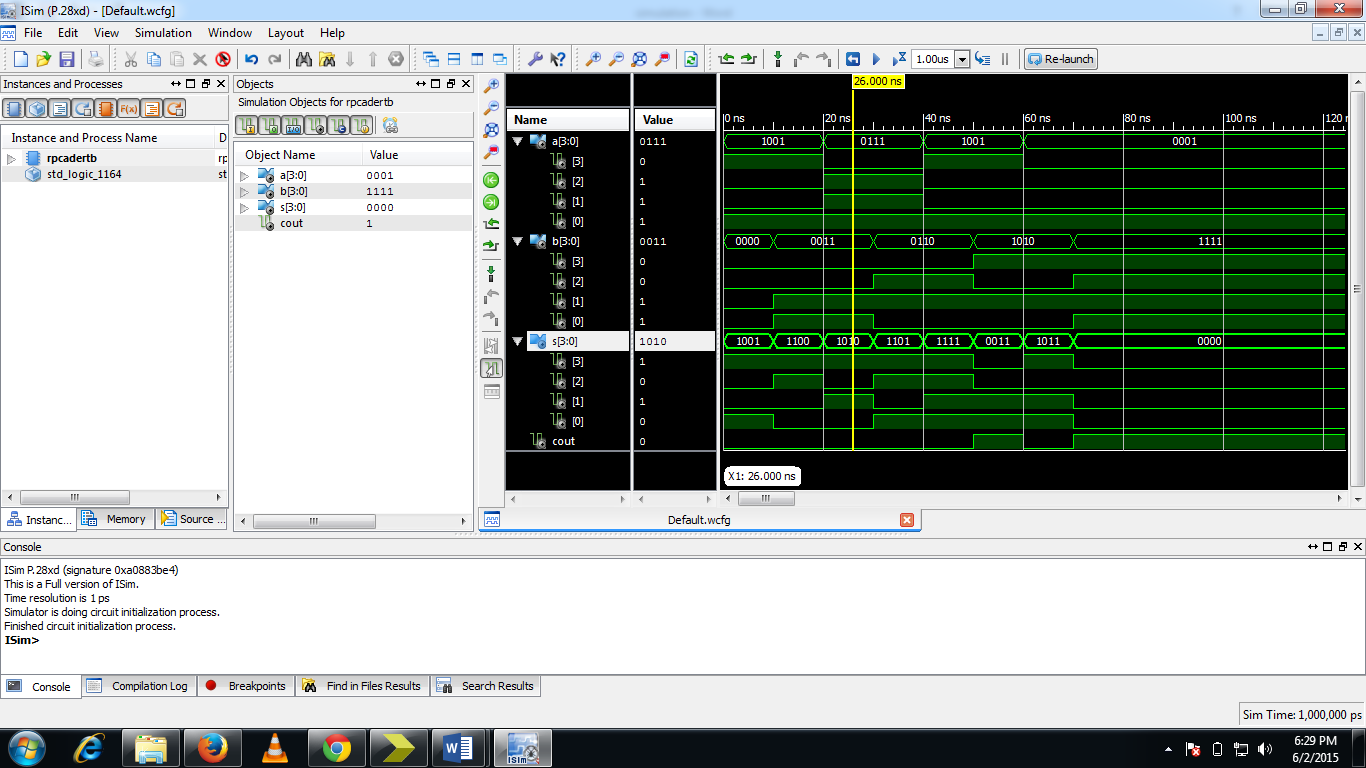 ISim (P.28xd) - [Default.wcfg]
File Edit View Simulation Window Layout Help
1.00us Re-launch
Instances and Processes
Instance and Process Name D
rpcadertb rp
std_logic_1164 st
Instanc... Memory Source ...
Objects
Simulation Objects for rpcadertb
Object Name Value
a[3:0] 0001
b[3:0] 1111
s[3:0] 0000
cout 1
26.000 ns
Name Value
0 ns 20 ns 40 ns 60 ns 80 ns 100 ns 120 n
a[3:0] 0111 1001 0111 1001 0001
[3] 0
[2] 1
[1] 1
[0] 1
b[3:0] 0011 0000 0011 0110 1010 1111
[3] 0
[2] 0
[1] 1
[0] 1
s[3:0] 1010 1001 1100 1010 1101 1111 0011 1011 0000
[3] 1
[2] 0
[1] 1
[0] 0
cout 0
X1: 26.000 ns
Default.wcfg
Console
ISim P.28xd (signature 0xa0883be4)
This is a Full version of ISim.
Time resolution is 1 ps
Simulator is doing circuit initialization process.
Finished circuit initialization process.
ISim>
Console Compilation Log Breakpoints Find in Files Results Search Results
Sim Time: 1,000,000 ps
6:29 PM
6/2/2015